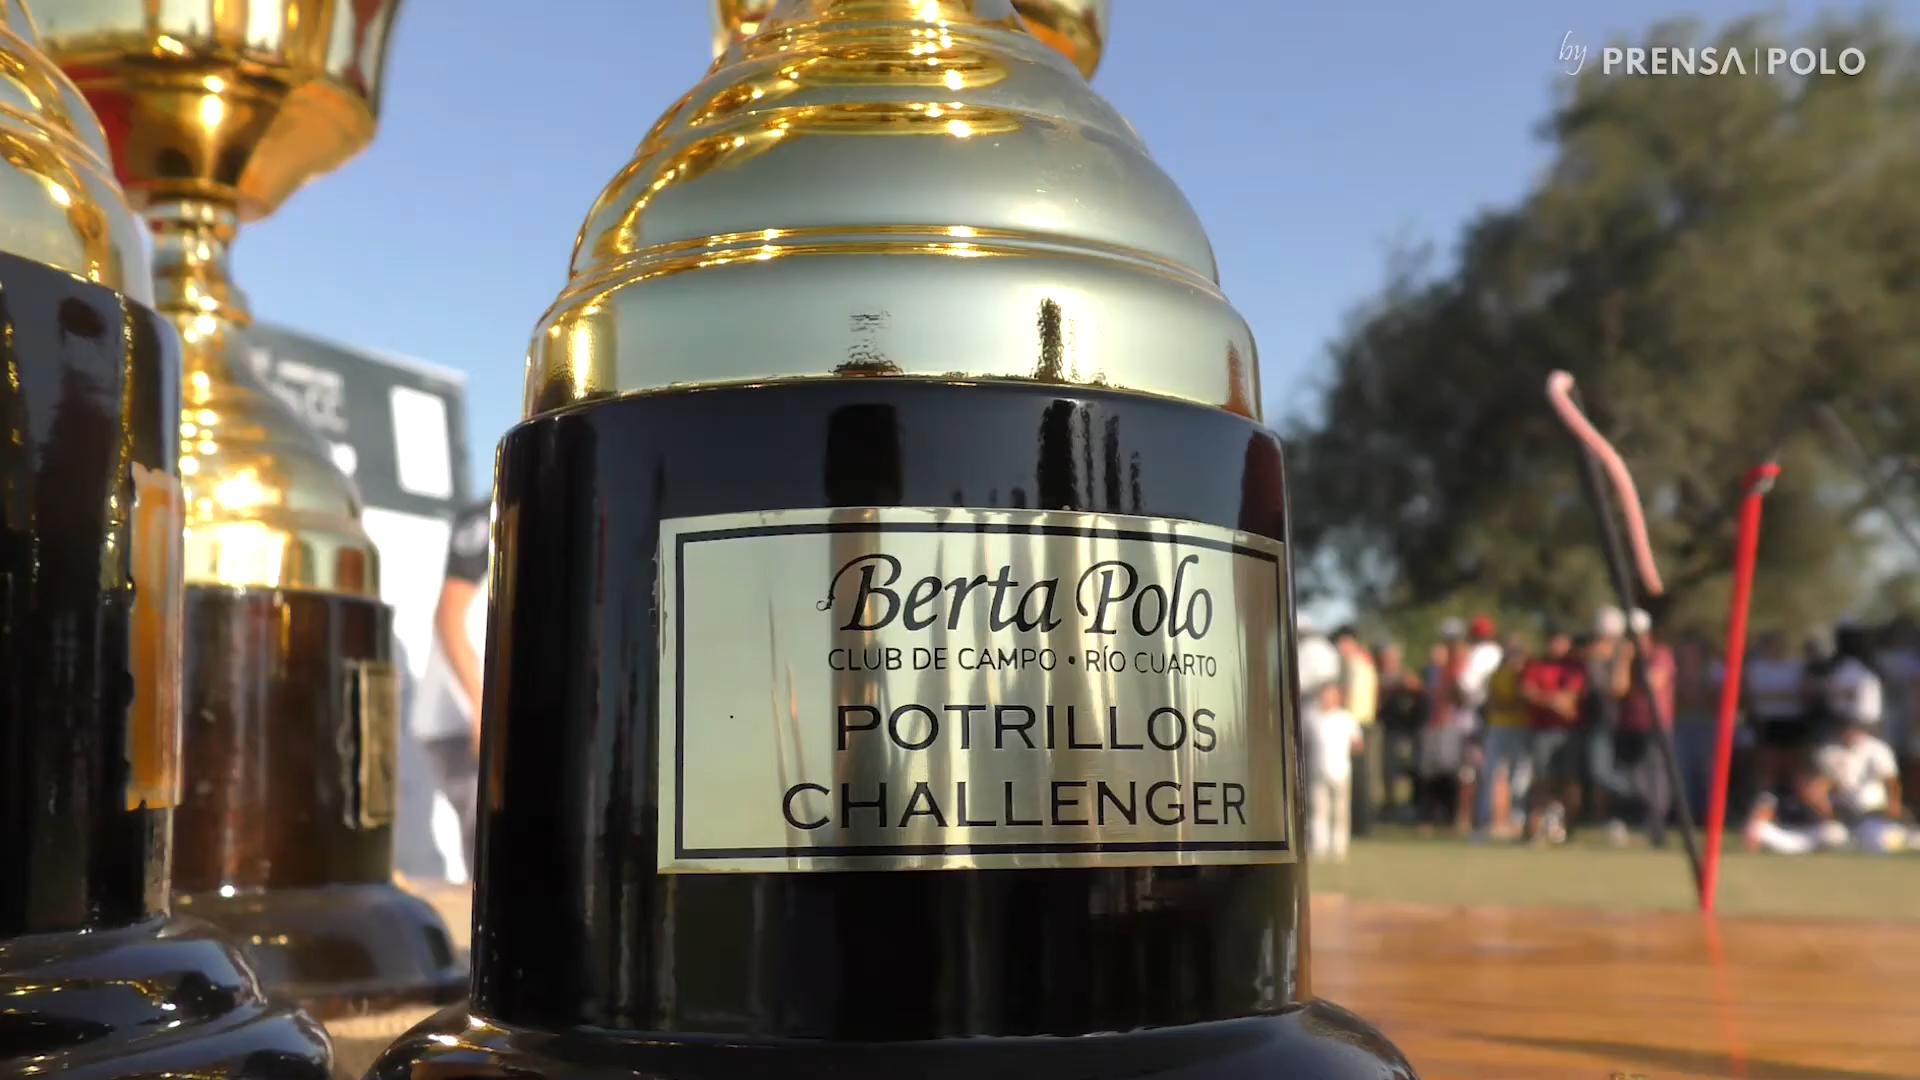 by PRENSA|POLO
Berta Polo
CLUB DE CAMPO • RÍO CUARTO
POTRILLOS
CHALLENGER